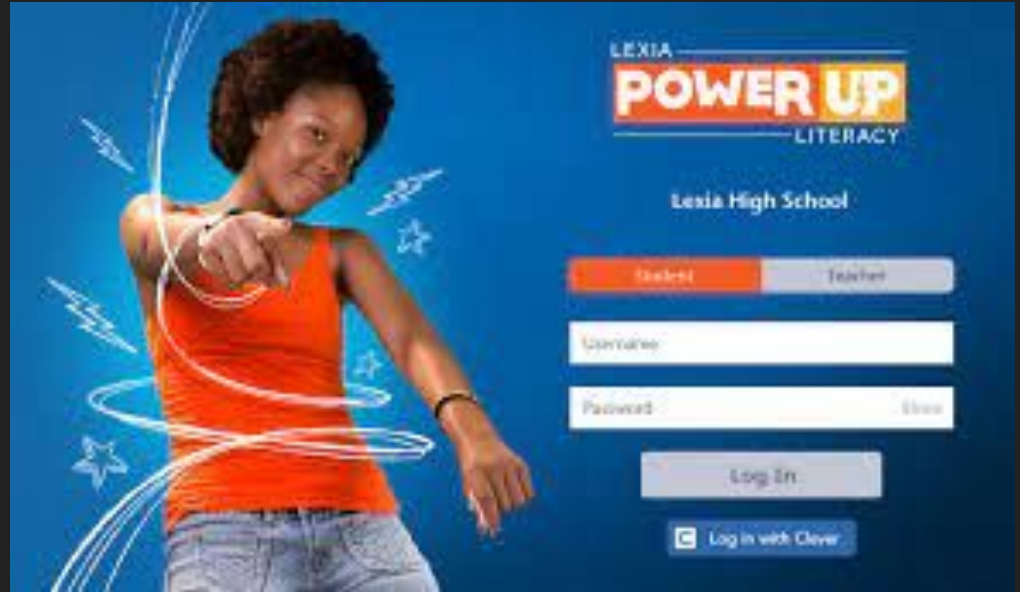 LEXIA
POWER UP
LITERACY
Lexia High School
Student Teacher
Username
Password Show
Log In
C Log in with Clever